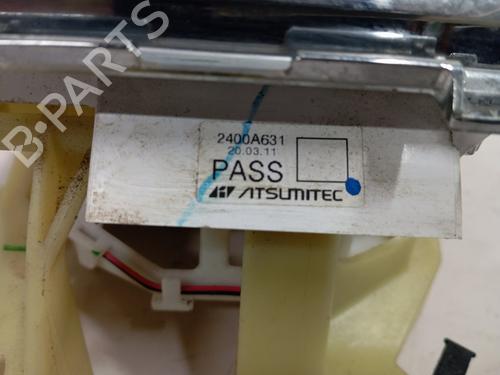 B-PARTS
2400A631
20.03.11
PASS
ATSUMITEC